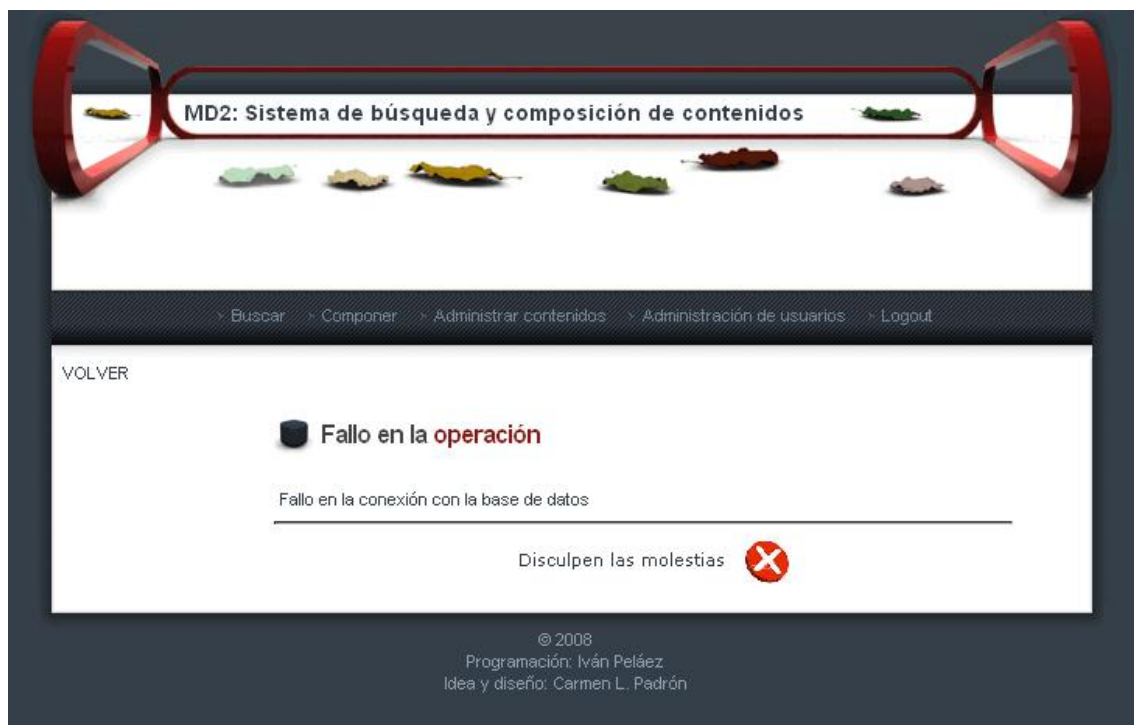 MD2: Sistema de búsqueda y composición de contenidos
> Buscar > Componer > Administrar contenidos > Administración de usuarios > Logout
VOLVER
Fallo en la operación
Fallo en la conexión con la base de datos
Disculpen las molestias
© 2008
Programación: Iván Peláez
Idea y diseño: Carmen L. Padrón